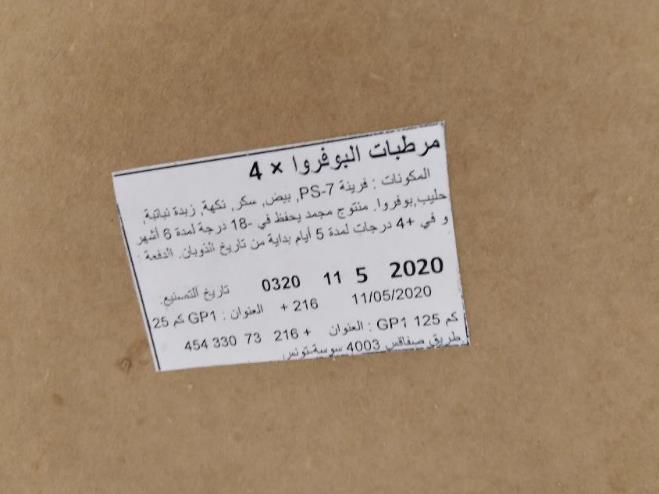 مرطبات البوفروا × 4
المكونات : فرينة PS-7, بيض, سكر, نكهة, زبدة نباتية,
حليب,بوفروا. منتوج مجمد يحفظ في -18 درجة لمدة 6 أشهر
و في +4 درجات لمدة 5 أيام بداية من تاريخ الذوبان. الدفعة :
0320 11 5 2020 تاريخ التصنيع:
11/05/2020 216 + العنوان : GP1 كم 25
كم 125 GP1 : العنوان + 216 73 330 454
طريق صفاقس 4003 سوسة-تونس